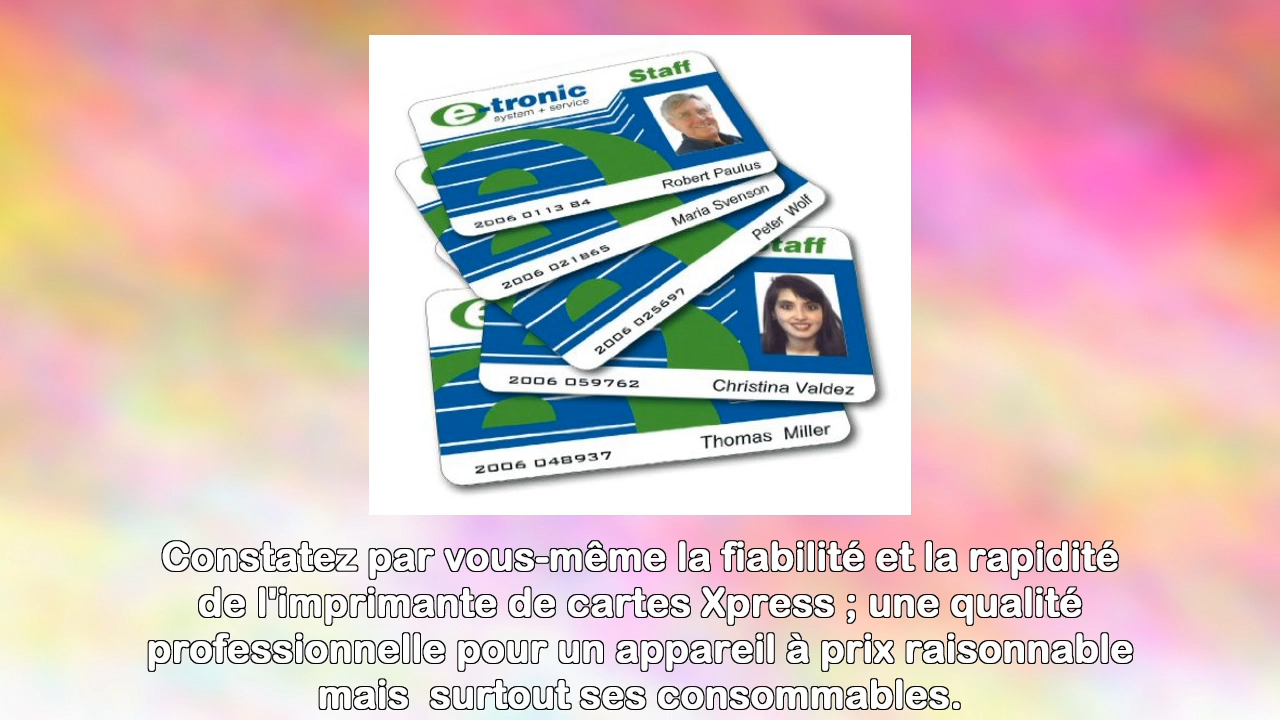 Staff
e-tronic
system + service
Robert Paulus
2006 0113 84
Maria Svenson
2006 021865
Peter Wolf
2006 025697
taff
2006 059762
Christina Valdez
Thomas Miller
2006 048937
Constatez par vous-même la fiabilité et la rapidité
de l'imprimante de cartes Xpress ; une qualité
professionnelle pour un appareil à prix raisonnable
mais surtout ses consommables.